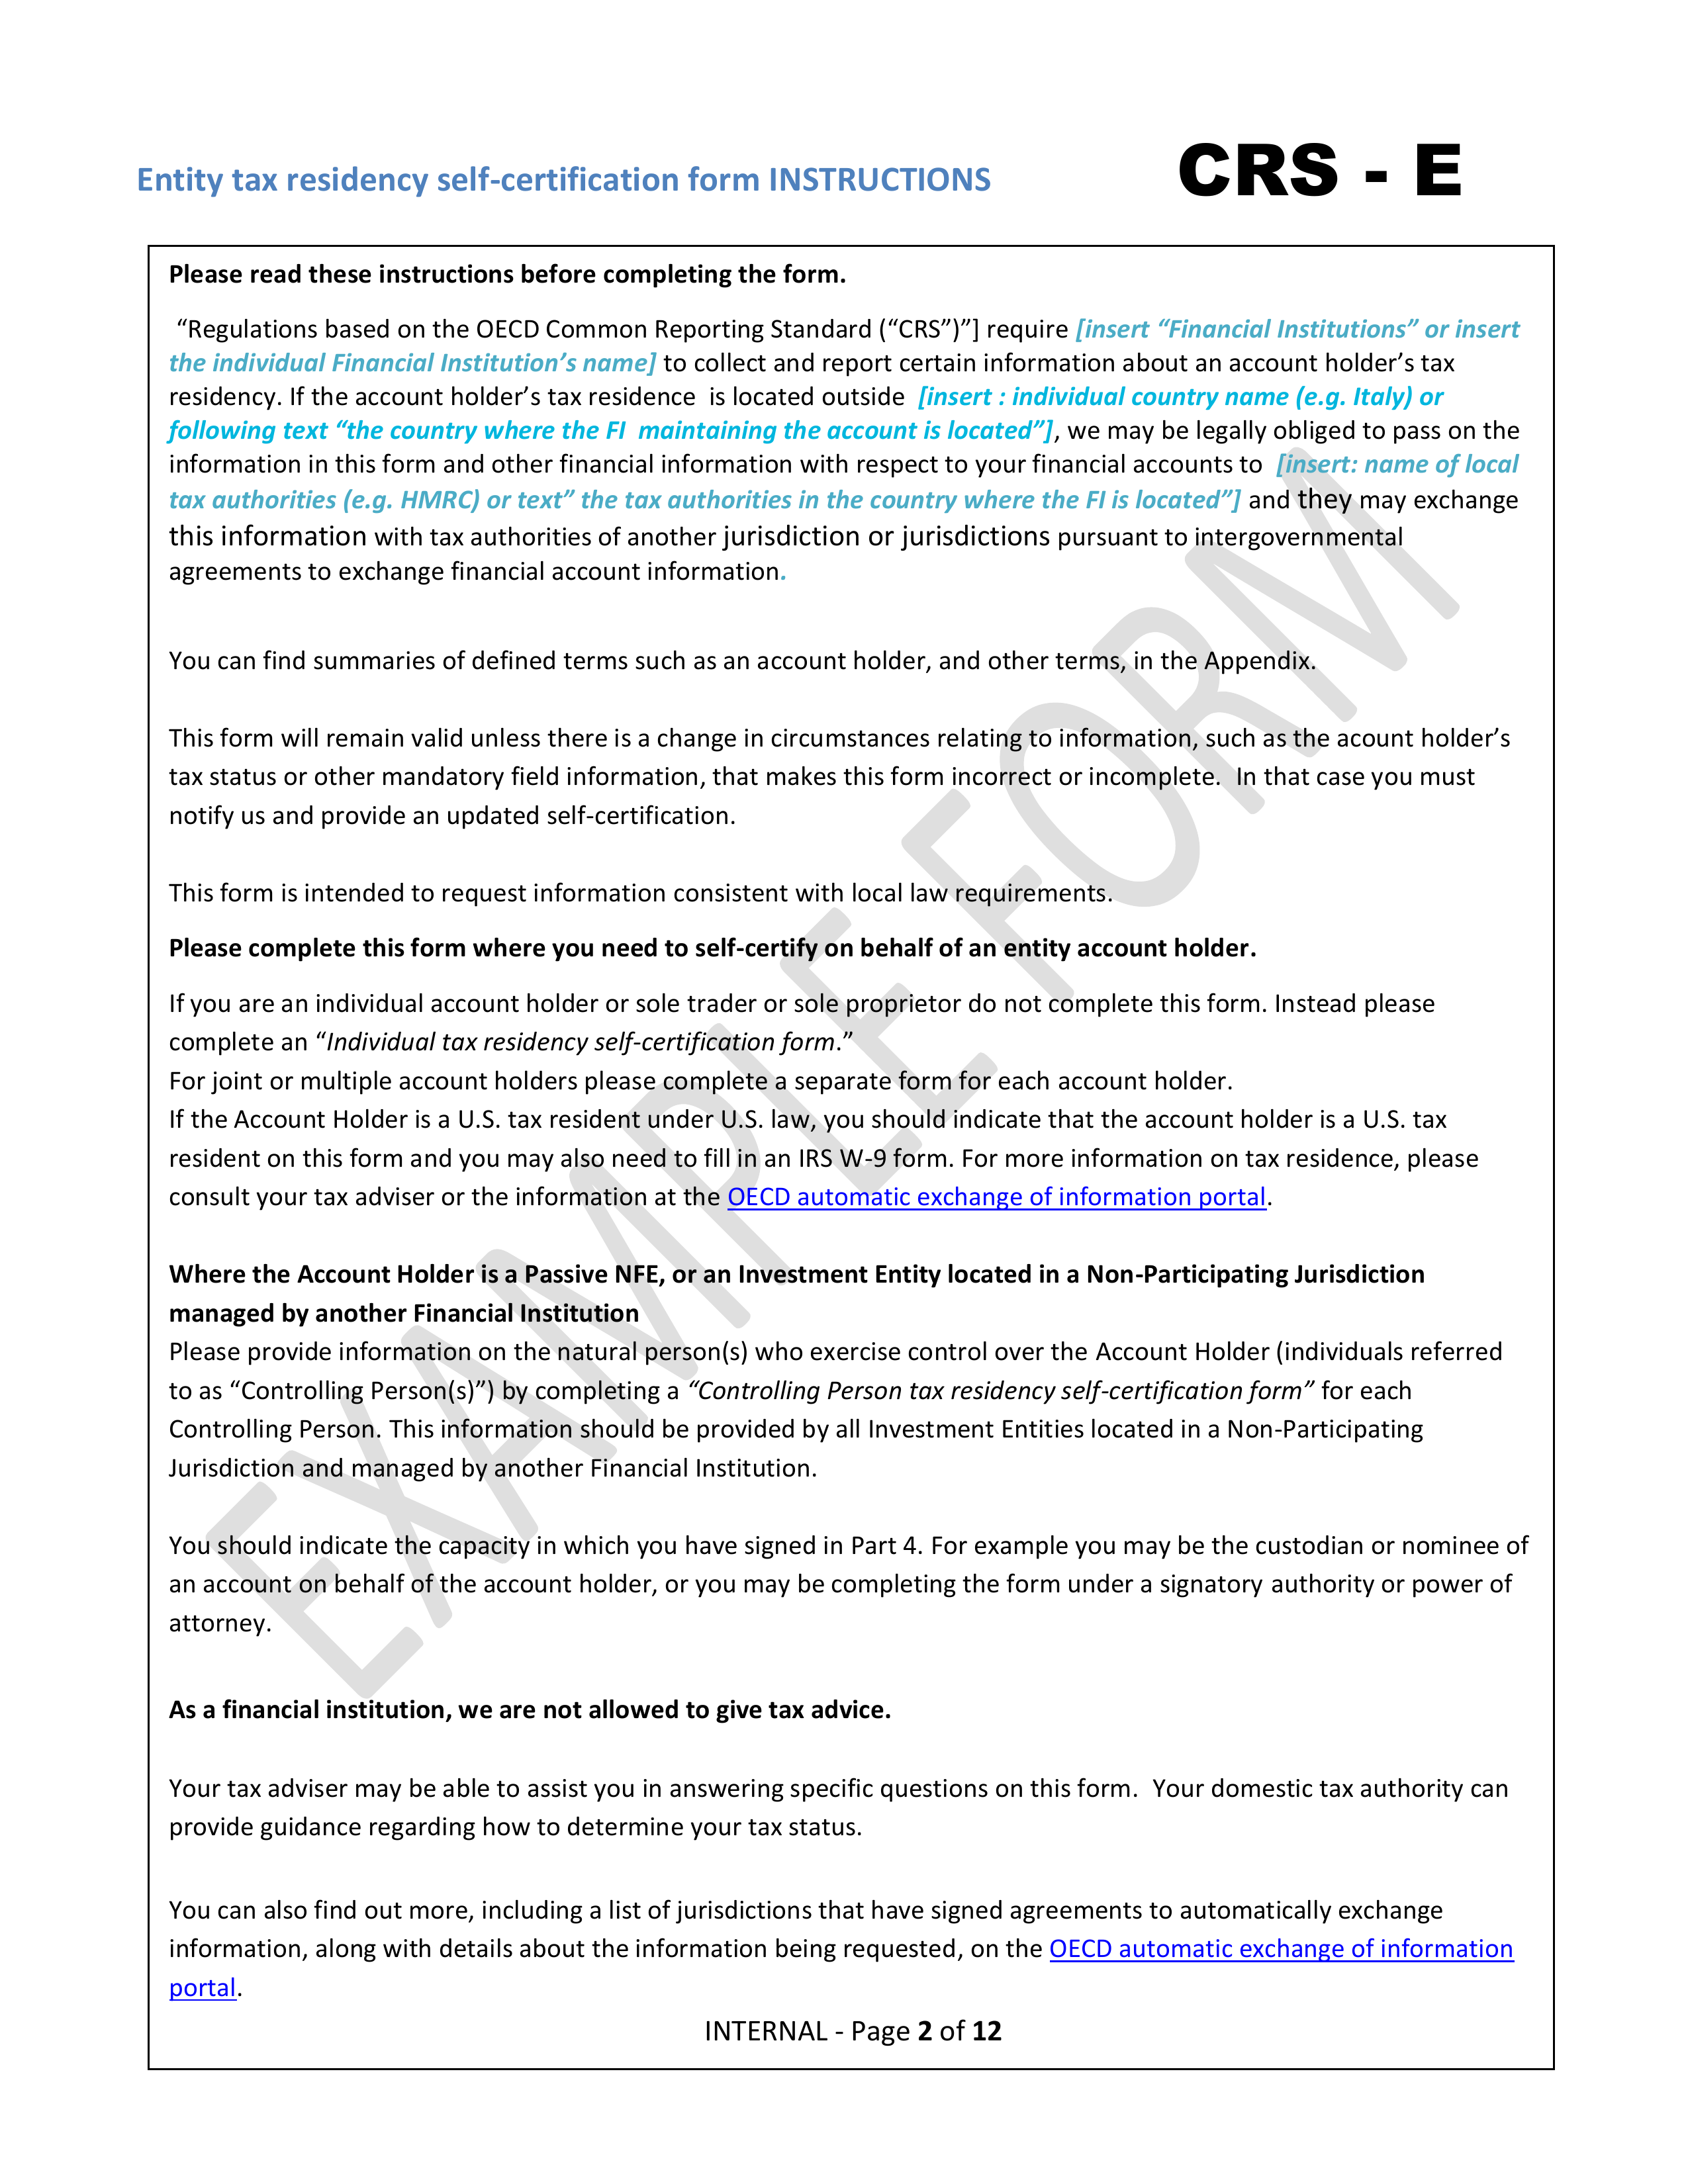 Entity tax residency self-certification form INSTRUCTIONS
CRS - E
Please read these instructions before completing the form.
“Regulations based on the OECD Common Reporting Standard (“CRS”)”] require [insert “Financial Institutions” or insert
the individual Financial Institution’s name] to collect and report certain information about an account holder’s tax
residency. If the account holder’s tax residence is located outside [insert : individual country name (e.g. Italy) or
following text “the country where the FI maintaining the account is located”], we may be legally obliged to pass on the
information in this form and other financial information with respect to your financial accounts to [insert: name of local
tax authorities (e.g. HMRC) or text” the tax authorities in the country where the FI is located”] and they may exchange
this information with tax authorities of another jurisdiction or jurisdictions pursuant to intergovernmental
agreements to exchange financial account information.
You can find summaries of defined terms such as an account holder, and other terms, in the Appendix.
This form will remain valid unless there is a change in circumstances relating to information, such as the acount holder’s
tax status or other mandatory field information, that makes this form incorrect or incomplete. In that case you must
notify us and provide an updated self-certification.
This form is intended to request information consistent with local law requirements.
Please complete this form where you need to self-certify on behalf of an entity account holder.
If you are an individual account holder or sole trader or sole proprietor do not complete this form. Instead please
complete an “Individual tax residency self-certification form.”
For joint or multiple account holders please complete a separate form for each account holder.
If the Account Holder is a U.S. tax resident under U.S. law, you should indicate that the account holder is a U.S. tax
resident on this form and you may also need to fill in an IRS W-9 form. For more information on tax residence, please
consult your tax adviser or the information at the OECD automatic exchange of information portal.
Where the Account Holder is a Passive NFE, or an Investment Entity located in a Non-Participating Jurisdiction
managed by another Financial Institution
Please provide information on the natural person(s) who exercise control over the Account Holder (individuals referred
to as “Controlling Person(s)”) by completing a “Controlling Person tax residency self-certification form” for each
Controlling Person. This information should be provided by all Investment Entities located in a Non-Participating
Jurisdiction and managed by another Financial Institution.
You should indicate the capacity in which you have signed in Part 4. For example you may be the custodian or nominee of
an account on behalf of the account holder, or you may be completing the form under a signatory authority or power of
attorney.
As a financial institution, we are not allowed to give tax advice.
Your tax adviser may be able to assist you in answering specific questions on this form. Your domestic tax authority can
provide guidance regarding how to determine your tax status.
You can also find out more, including a list of jurisdictions that have signed agreements to automatically exchange
information, along with details about the information being requested, on the OECD automatic exchange of information
portal.
INTERNAL - Page 2 of 12
EXAMPLE FORM